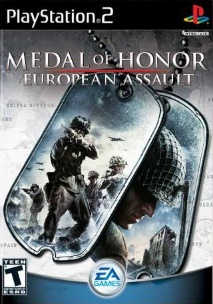 PlayStation 2
MEDAL OF HONOR
EUROPEAN ASSAULT
TEEN
T
ESRB
EA
GAMES